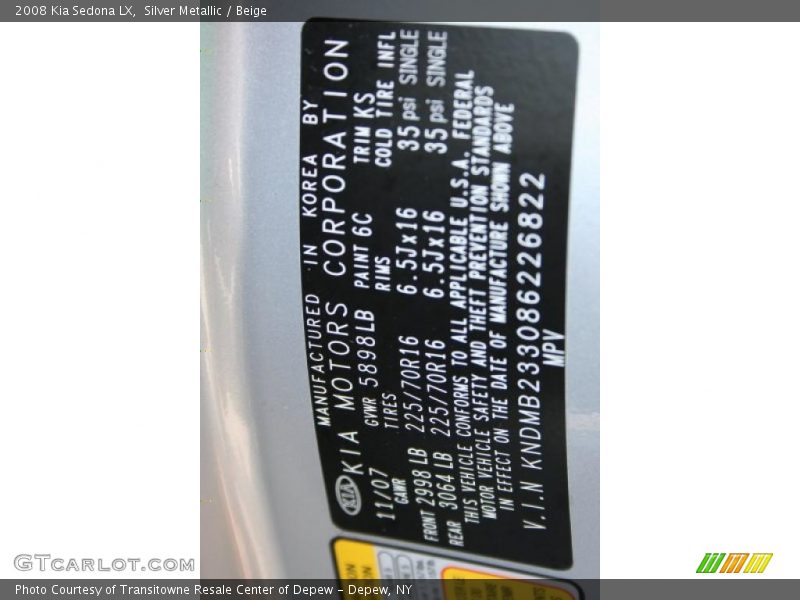 2008 Kia Sedona LX,  Silver Metallic / Beige
MANUFACTURED IN KOREA BY
KIA KIA MOTORS CORPORATION
11/07 GVWR 5898LB PAINT 6C TRIM KS
GAWR TIRES RIMS COLD TIRE INFL
FRONT 2998 LB 225/70R16 6.5Jx16 35 psi SINGLE
REAR 3064 LB 225/70R16 6.5Jx16 35 psi SINGLE
THIS VEHICLE CONFORMS TO ALL APPLICABLE U.S.A. FEDERAL
MOTOR VEHICLE SAFETY AND THEFT PREVENTION STANDARDS
IN EFFECT ON THE DATE OF MANUFACTURE SHOWN ABOVE
V.I.N KNDMB233086226822
MPV
GTCARLOT.COM
Photo Courtesy of Transitowne Resale Center of Depew – Depew, NY